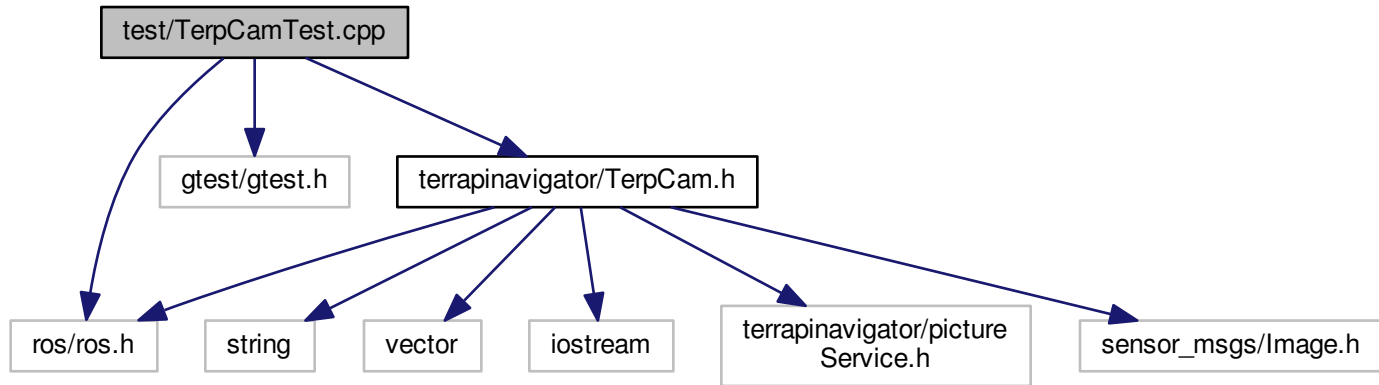 test/TerpCamTest.cpp
gtest/gtest.h
terrapinavigator/TerpCam.h
ros/ros.h
string
vector
iostream
terrapinavigator/picture
Service.h
sensor_msgs/Image.h